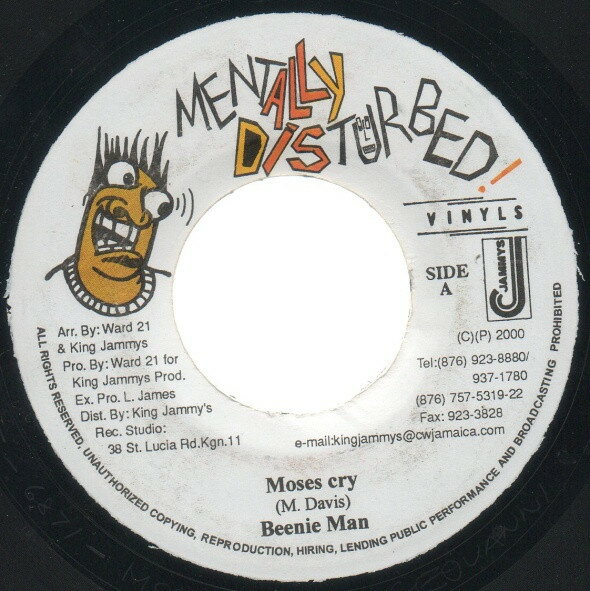 MENTALLY
DISTURBED!
VINYLS
SIDE
A
JAMMYS
Arr. By: Ward 21
& King Jammys
Pro. By: Ward 21 for
King Jammys Prod.
Ex. Pro. L. James
Dist. By: King Jammy's
Rec. Studio:
38 St. Lucia Rd.Kgn.11
(C)(P) 2000
Tel:(876) 923-8880/
937-1780
(876) 757-5319-22
Fax: 923-3828
e-mail:kingjammys@cwjamaica.com
Moses cry
(M. Davis)
Beenie Man
ALL RIGHTS RESERVED. UNAUTHORIZED COPYING, REPRODUCTION, HIRING, LENDING PUBLIC PERFORMANCE AND BROADCASTING PROHIBITED